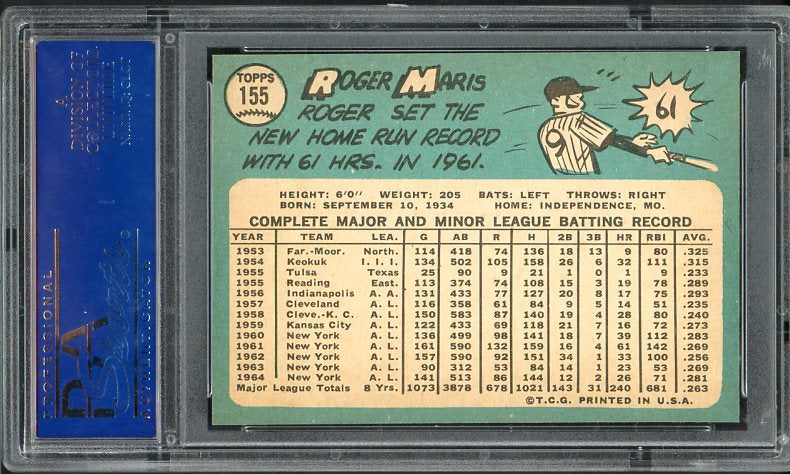 TOPPS
155
ROGER MARIS
ROGER SET THE
NEW HOME RUN RECORD
WITH 61 HRS. IN 1961.
9
61
HEIGHT: 6'0" WEIGHT: 205 BATS: LEFT THROWS: RIGHT
BORN: SEPTEMBER 10, 1934 HOME: INDEPENDENCE, MO.
COMPLETE MAJOR AND MINOR LEAGUE BATTING RECORD
YEAR TEAM LEA. G AB R H 2B 3B HR RBI AVG.
1953 Far.-Moor. North. 114 418 74 136 18 13 9 80 .325
1954 Keokuk I. I. I. 134 502 105 158 26 6 32 111 .315
1955 Tulsa Texas 25 90 9 21 1 0 1 9 .233
1955 Reading East. 113 374 74 108 15 3 19 78 .289
1956 Indianapolis A. A. 131 433 77 127 20 8 17 75 .293
1957 Cleveland A. L. 116 358 61 84 9 5 14 51 .235
1958 Cleve.-K. C. A. L. 150 583 87 140 19 4 28 80 .240
1959 Kansas City A. L. 122 433 69 118 21 7 16 72 .273
1960 New York A. L. 136 499 98 141 18 7 39 112 .283
1961 New York A. L. 161 590 132 159 16 4 61 142 .269
1962 New York A. L. 157 590 92 151 34 1 33 100 .256
1963 New York A. L. 90 312 53 84 14 1 23 53 .269
1964 New York A. L. 141 513 86 144 12 2 26 71 .281
Major League Totals 8 Yrs. 1073 3878 678 1021 143 31 240 681 .263
©T.C.G. PRINTED IN U.S.A.
PROFESSIONAL
PSA
AUTHENTICATOR
A
DIVISION OF
COLLECTORS
UNIVERSE
NASDAQ: CLCT